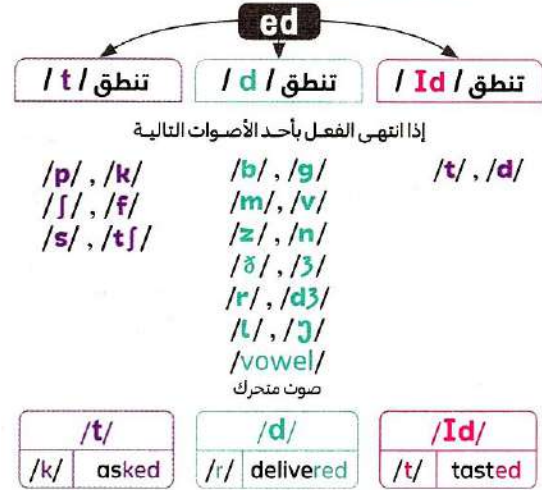 ed
تنطق / Id /
تنطق / d /
تنطق / t /
إذا انتهى الفعل بأحد الأصوات التالية
/p/ , /k/
/ʃ/ , /f/
/s/ , /tʃ/
/b/ , /g/
/m/ , /v/
/z/ , /n/
/ð/ , /ʒ/
/r/ , /dʒ/
/l/ , /ŋ/
/vowel/
صوت متحرك
/t/ , /d/
/t/
/k/ asked
/d/
/r/ delivered
/Id/
/t/ tasted